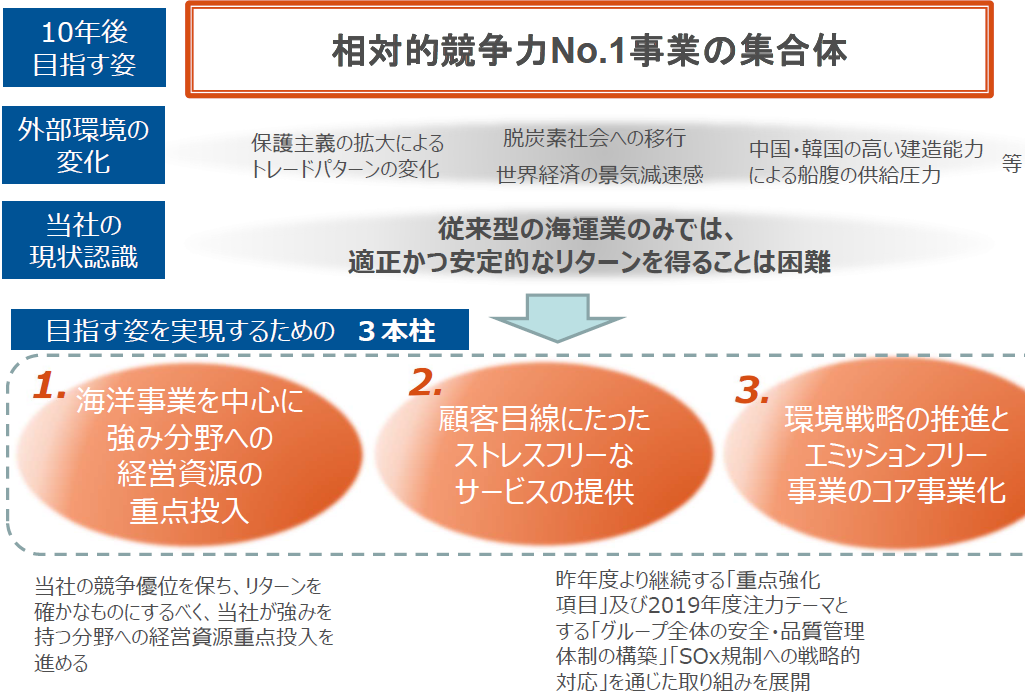 10年後
目指す姿
相対的競争力No.1事業の集合体
外部環境の
変化
保護主義の拡大による
トレードパターンの変化
脱炭素社会への移行
世界経済の景気減速感
中国・韓国の高い建造能力
による船腹の供給圧力
等
当社の
現状認識
従来型の海運業のみでは、
適正かつ安定的なリターンを得ることは困難
目指す姿を実現するための 3本柱
1.
海洋事業を中心に
強み分野への
経営資源の
重点投入
2.
顧客目線にたった
ストレスフリーな
サービスの提供
3.
環境戦略の推進と
エミッションフリー
事業のコア事業化
当社の競争優位を保ち、リターンを
確かなものにするべく、当社が強みを
持つ分野への経営資源重点投入を
進める
昨年度より継続する「重点強化
項目」及び2019年度注力テーマと
する「グループ全体の安全・品質管理
体制の構築」「SOx規制への戦略的
対応」を通じた取り組みを展開